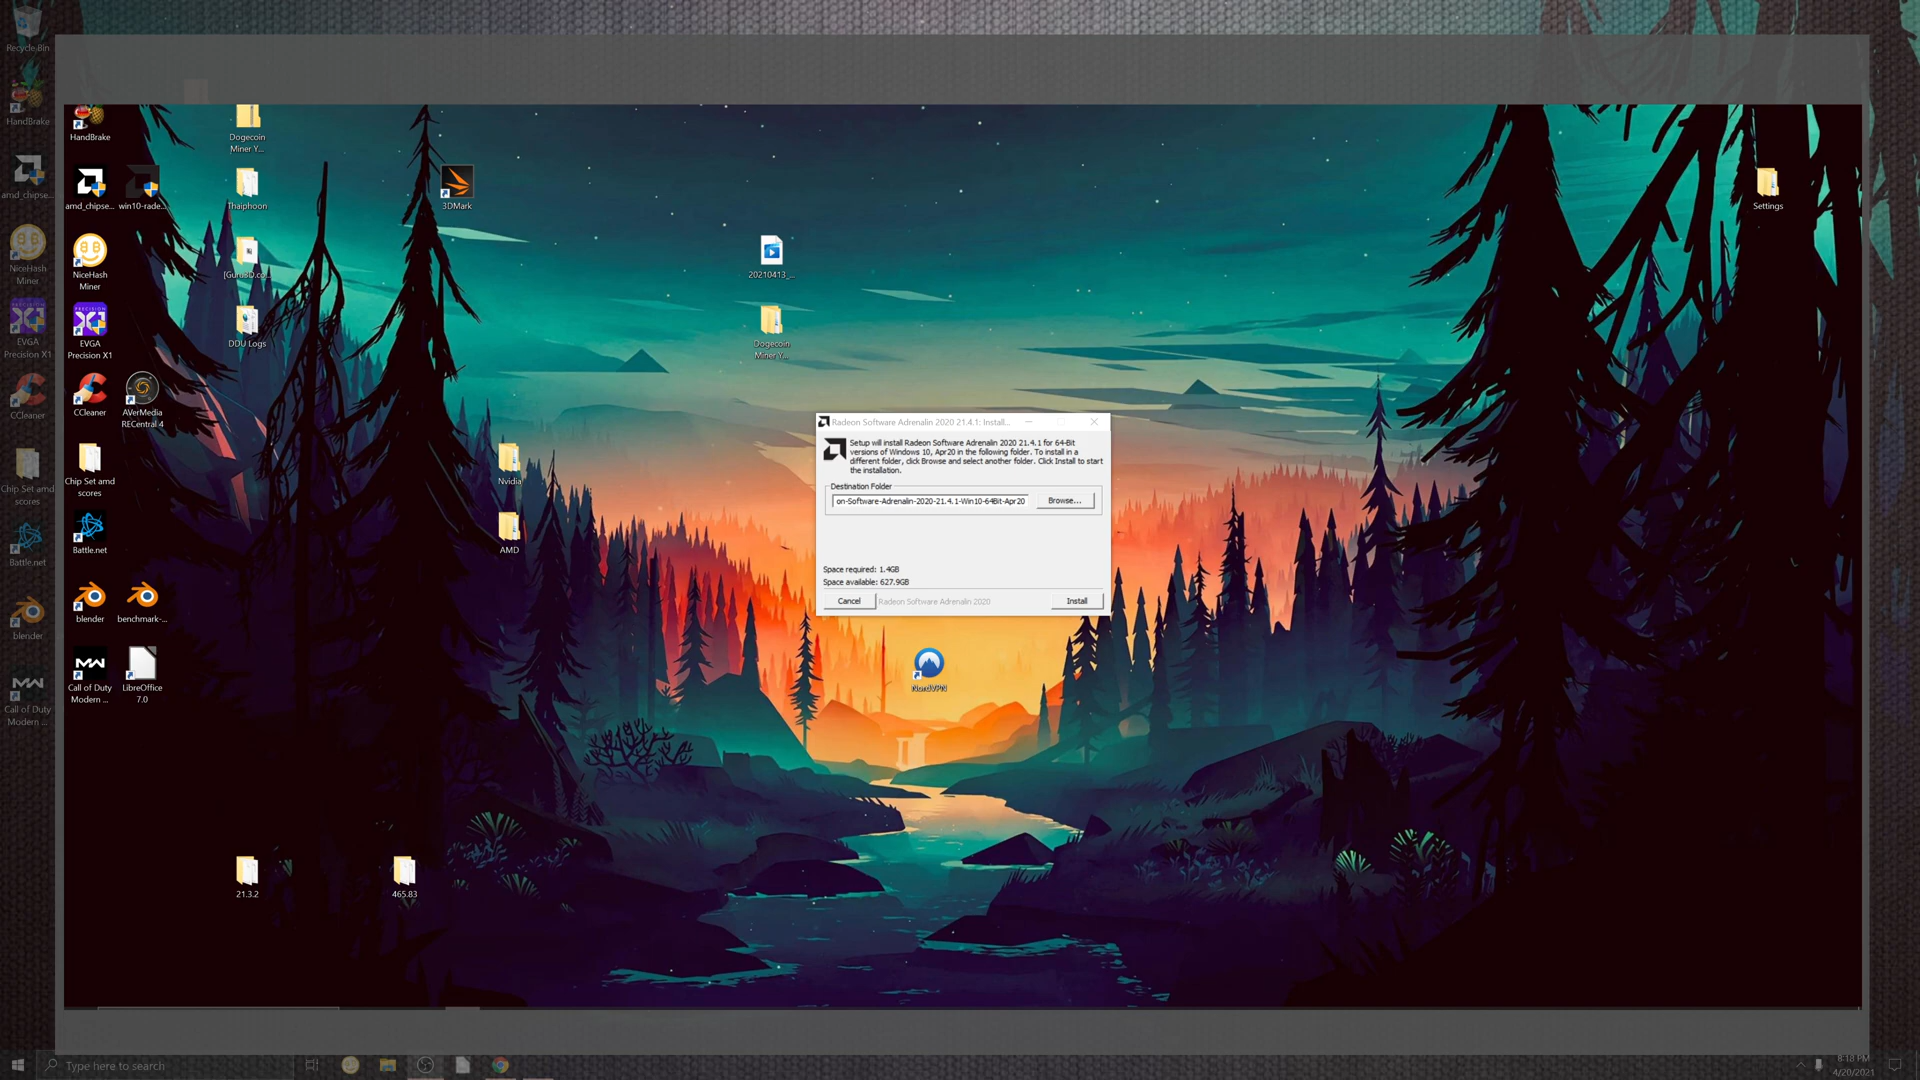 Recycle Bin
HandBrake
amd_chipse...
NiceHash
Miner
EVGA
Precision X1
CCleaner
Chip Set amd
scores
Battle.net
blender
Call of Duty
Modern ...
HandBrake
Dogecoin
Miner Y...
amd_chipse...
win10-rade...
Thaiphoon
3DMark
Settings
NiceHash
Miner
[Guru3D.co...
20210413_...
PRECISION
EVGA
Precision X1
DDU Logs
Dogecoin
Miner Y...
CCleaner
AVerMedia
RECentral 4
Chip Set amd
scores
Nvidia
Battle.net
AMD
blender
benchmark-...
Call of Duty
Modern ...
LibreOffice
7.0
NordVPN
21.3.2
465.83
Radeon Software Adrenalin 2020 21.4.1: Install...
Setup will install Radeon Software Adrenalin 2020 21.4.1 for 64-Bit
versions of Windows 10, Apr20 in the following folder. To install in a
different folder, click Browse and select another folder. Click Install to start
the installation.
Destination Folder
on-Software-Adrenalin-2020-21.4.1-Win10-64Bit-Apr20
Browse...
Space required: 1.4GB
Space available: 627.9GB
Cancel
Radeon Software Adrenalin 2020
Install
Type here to search
8:18 PM
4/20/2021